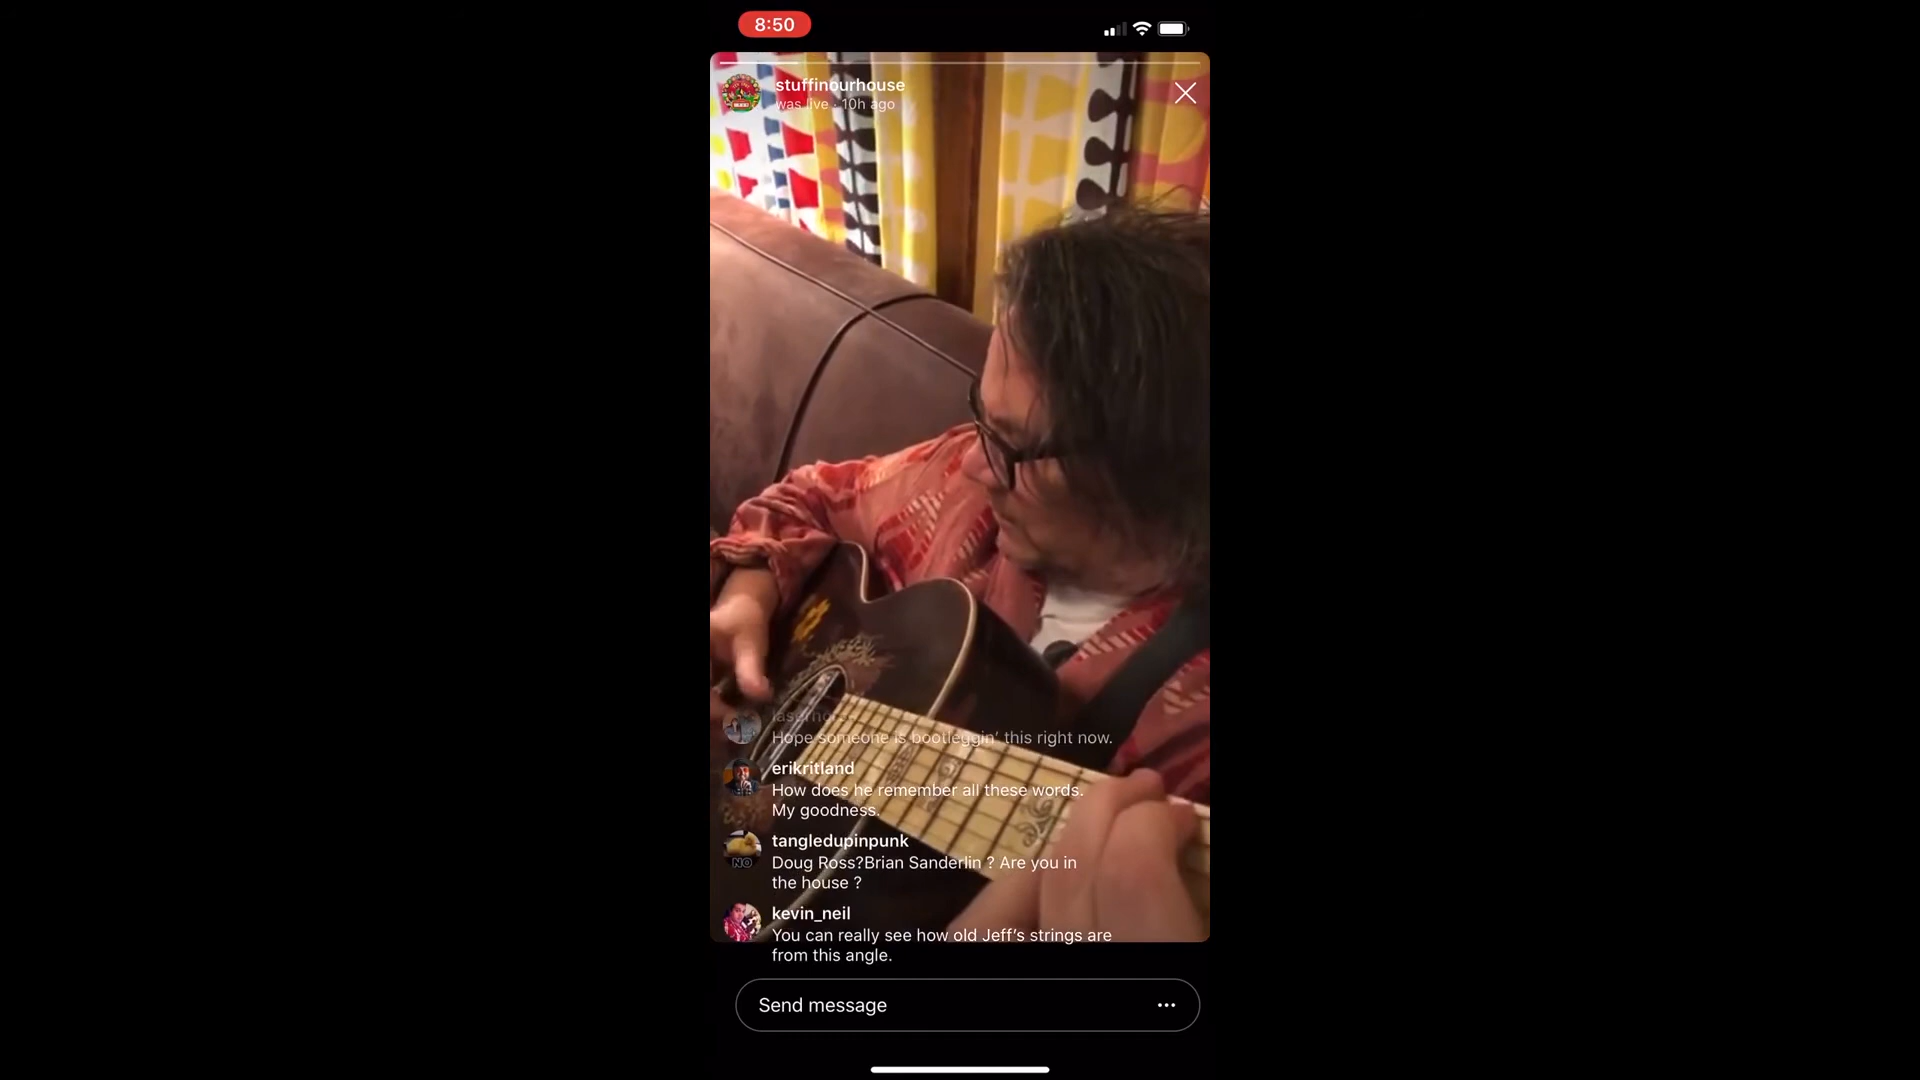 8:50
stuffinourhouse
was live · 10h ago
Hope someone is bootleggin' this right now.
erikritland
How does he remember all these words.
My goodness.
tangledupinpunk
NO
Doug Ross?Brian Sanderlin ? Are you in
the house ?
kevin_neil
You can really see how old Jeff's strings are
from this angle.
Send message